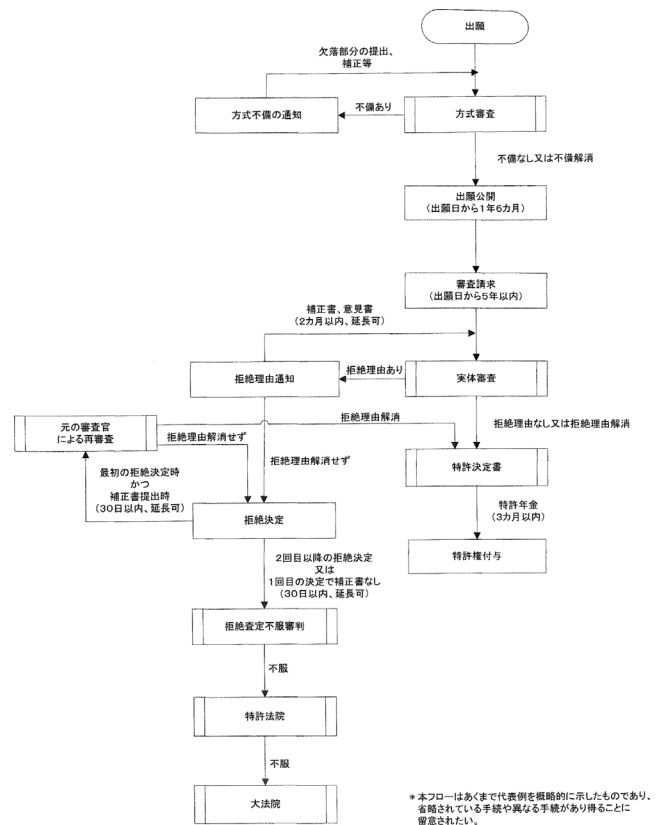 出願
欠落部分の提出、
補正等
方式不備の通知
不備あり
方式審査
不備なし又は不備解消
出願公開
(出願日から1年6カ月)
審査請求
(出願日から5年以内)
補正書、意見書
(2カ月以内、延長可)
拒絶理由通知
拒絶理由あり
実体審査
拒絶理由解消
拒絶理由なし又は拒絶理由解消
元の審査官
による再審査
拒絶理由解消せず
拒絶理由解消せず
特許決定書
最初の拒絶決定時
かつ
補正書提出時
(30日以内、延長可)
拒絶決定
特許年金
(3カ月以内)
特許権付与
2回目以降の拒絶決定
又は
1回目の決定で補正書なし
(30日以内、延長可)
拒絶査定不服審判
不服
特許法院
不服
大法院
* 本フローはあくまで代表例を概略的に示したものであり、
省略されている手続や異なる手続があり得ることに
留意されたい。